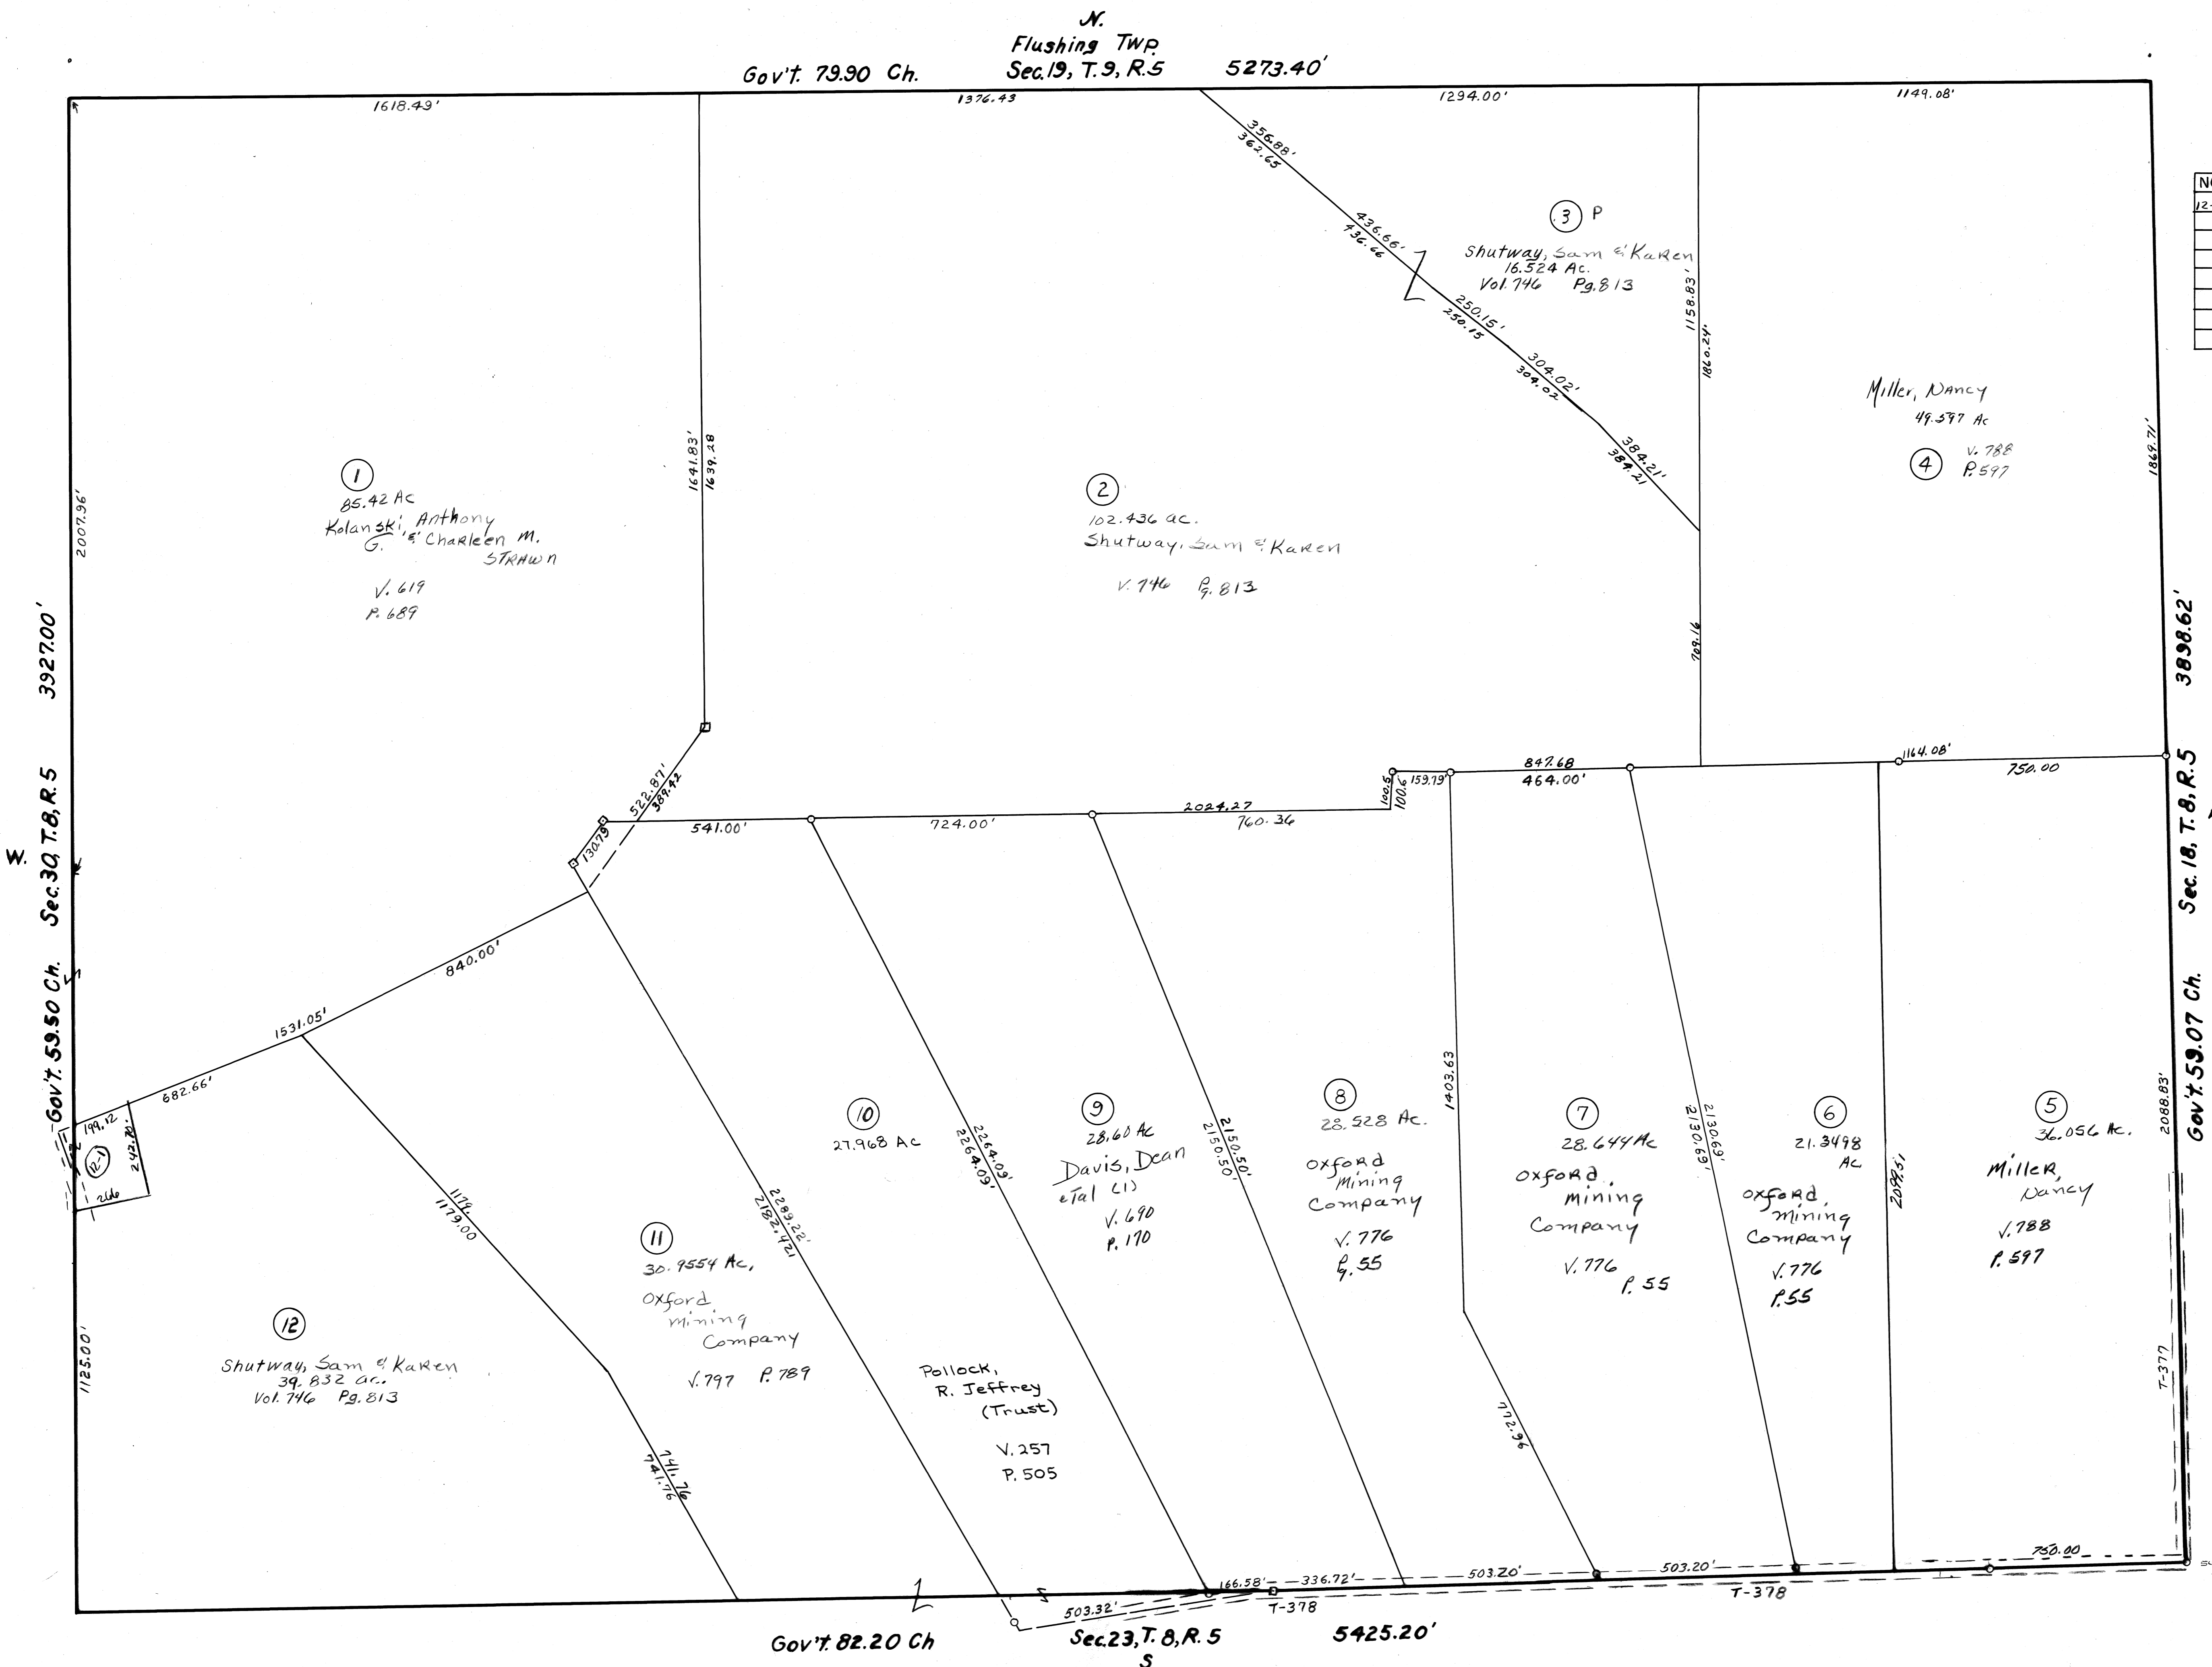 N.
Flushing Twp.
Gov't. 79.90 Ch. Sec.19, T.9, R.5 5273.40'
1618.49'
1376.43
1294.00'
1149.08'
356.88'
362.65
436.66'
436.66
250.15'
250.15
304.02'
304.02
384.21'
384.21
3 P
Shutway, Sam & Karen
16.524 Ac.
Vol.746 Pg.813
1158.83'
1860.24'
709.16
Miller, Nancy
49.597 Ac
4
V. 788
P. 597
1869.71'
1641.83'
1639.28
2007.96'
1
85.42 Ac
Kolanski, Anthony
G. & Charleen M.
STRAWN
V. 619
P. 689
2
102.436 ac.
Shutway, Sam & Karen
V. 746 Pg. 813
W.
Gov't. 59.50 Ch. Sec.30, T.8, R.5 3927.00'
Gov't. 59.07 Ch. Sec. 18, T. 8, R. 5 3898.62'
522.87'
389.42
130.79
541.00'
724.00'
2024.27
760.36
100.6
100.6
159.79'
847.68
464.00'
1164.08'
750.00
840.00'
1531.05'
682.66'
199.12
242.70
12-1
266
1179.
1179.00
741.76
741.76
1125.00'
12
Shutway, Sam & Karen
39.832 ac.
Vol. 746 Pg. 813
11
30.9554 Ac,
Oxford
Mining
Company
V. 797 P. 789
2289.22'
2182.421
10
27.968 Ac
Pollock,
R. Jeffrey
(Trust)
V. 257
P. 505
2264.09'
2264.09'
9
28.60 Ac
Davis, Dean
eTal (1)
V. 690
P. 170
2150.50'
2150.50'
8
28.528 Ac.
Oxford
Mining
Company
V. 776
Pg. 55
1403.63
772.96
7
28.644 Ac
Oxford
Mining
Company
V. 776
P. 55
2130.69'
2130.69'
6
21.3498
Ac
Oxford
Mining
Company
V. 776
P. 55
2099.51
5
36.056 Ac.
Miller,
Nancy
V. 788
P. 597
2088.83'
T-377
750.00
503.20'
503.20'
336.72'
166.58'
503.32'
T-378
T-378
Gov't. 82.20 Ch Sec.23, T. 8, R. 5 5425.20'
S